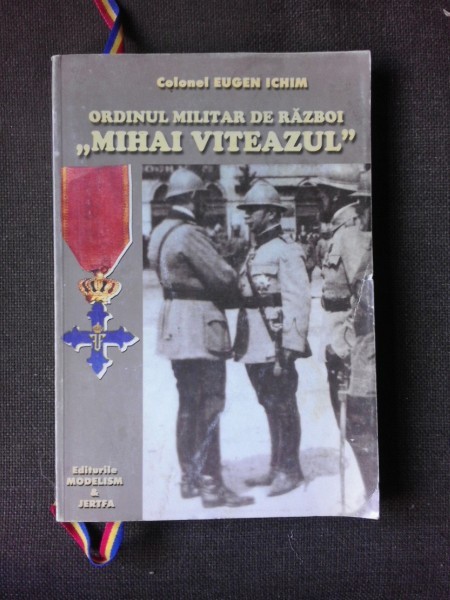 Colonel EUGEN ICHIM
ORDINUL MILITAR DE RĂZBOI
„MIHAI VITEAZUL”
Editurile
MODELISM
&
JERTFA